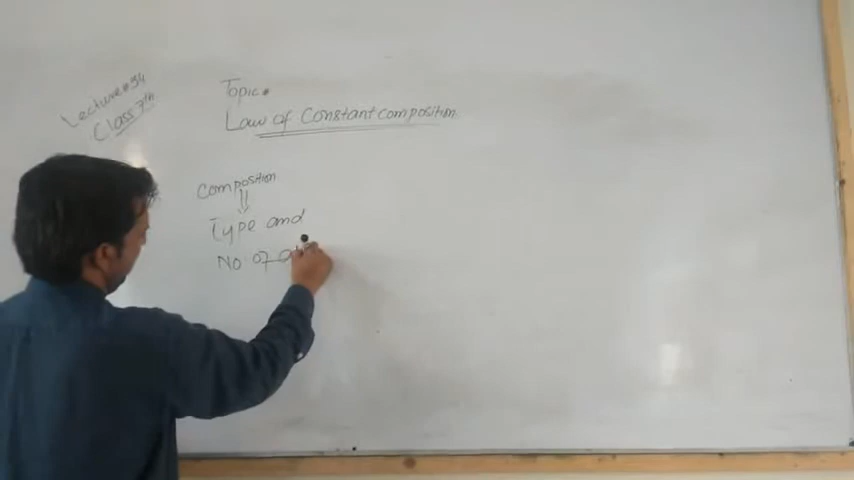 Lecture#34
Class 7th
Topic.
Law of Constant Composition
Composition
Type and
No of